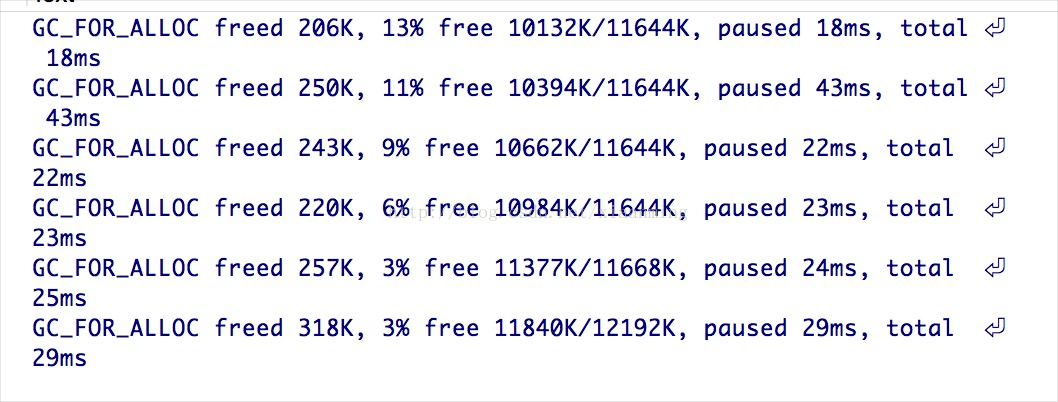 GC_FOR_ALLOC freed 206K, 13% free 10132K/11644K, paused 18ms, total
18ms
GC_FOR_ALLOC freed 250K, 11% free 10394K/11644K, paused 43ms, total
43ms
GC_FOR_ALLOC freed 243K, 9% free 10662K/11644K, paused 22ms, total
22ms
GC_FOR_ALLOC freed 220K, 6% free 10984K/11644K, paused 23ms, total
23ms
GC_FOR_ALLOC freed 257K, 3% free 11377K/11668K, paused 24ms, total
25ms
GC_FOR_ALLOC freed 318K, 3% free 11840K/12192K, paused 29ms, total
29ms